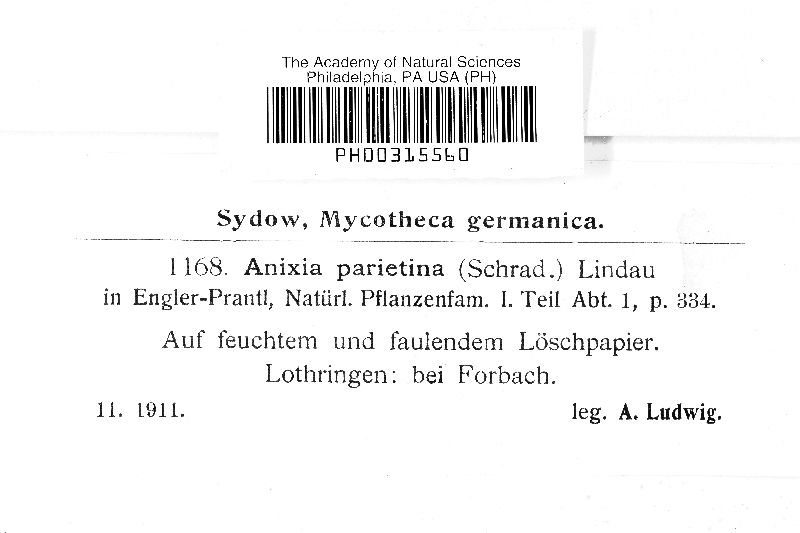 The Academy of Natural Sciences
Philadelphia, PA USA (PH)
PH00315560
Sydow, Mycotheca germanica.
1168. Anixia parietina (Schrad.) Lindau
in Engler-Prantl, Natürl. Pflanzenfam. I. Teil Abt. 1, p. 334.
Auf feuchtem und faulendem Löschpapier.
Lothringen: bei Forbach.
11. 1911. leg. A. Ludwig.